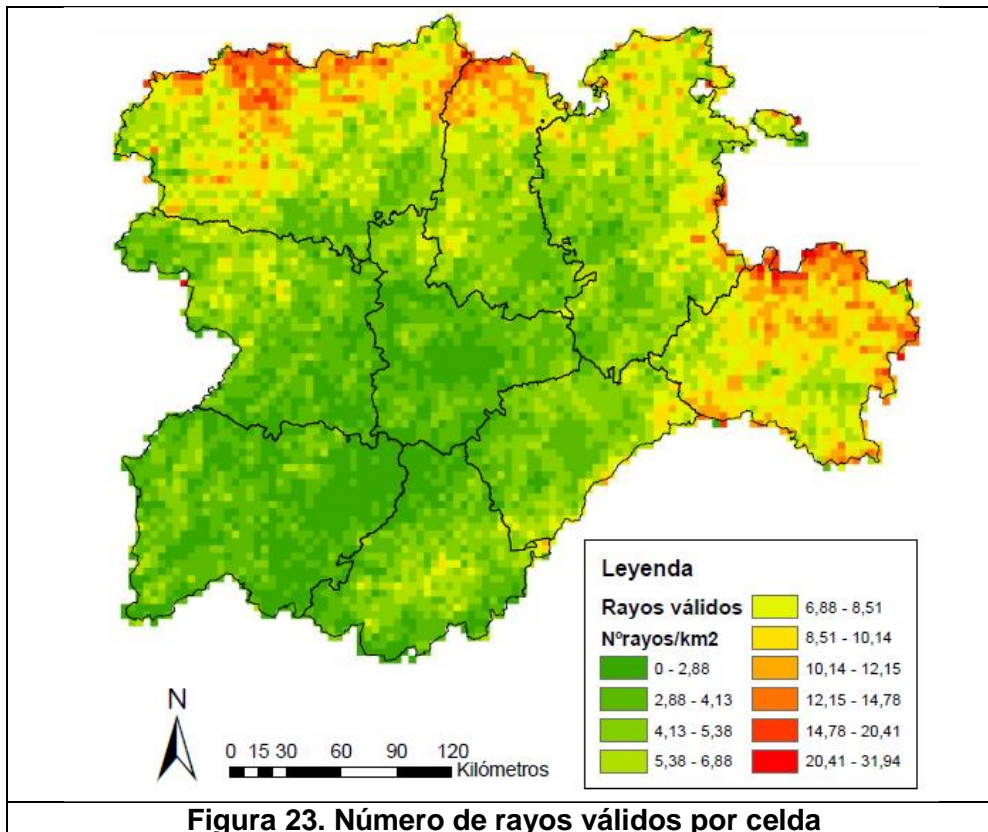 Leyenda
Rayos válidos
Nºrayos/km2
0 - 2,88
2,88 - 4,13
4,13 - 5,38
5,38 - 6,88
6,88 - 8,51
8,51 - 10,14
10,14 - 12,15
12,15 - 14,78
14,78 - 20,41
20,41 - 31,94
N
0 15 30 60 90 120
Kilómetros
Figura 23. Número de rayos válidos por celda